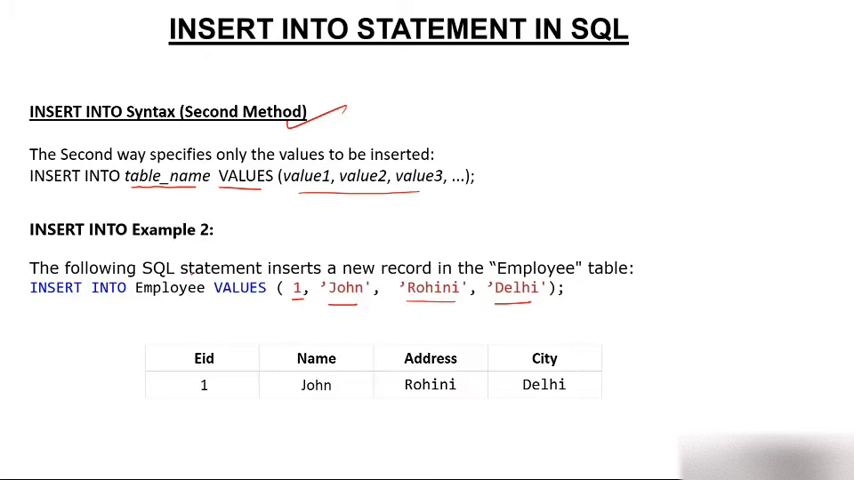 INSERT INTO STATEMENT IN SQL
INSERT INTO Syntax (Second Method)
The Second way specifies only the values to be inserted:
INSERT INTO table_name VALUES (value1, value2, value3, ...);
INSERT INTO Example 2:
The following SQL statement inserts a new record in the “Employee" table:
INSERT INTO Employee VALUES ( 1, ’John', ’Rohini', ’Delhi');
Eid Name Address City
1 John Rohini Delhi